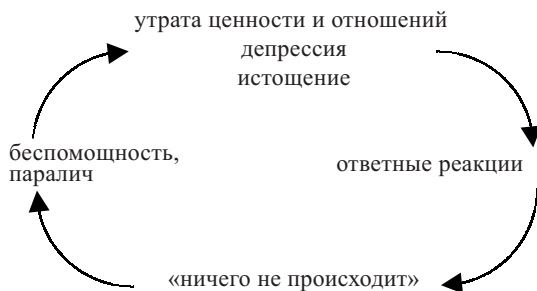 утрата ценности и отношений
депрессия
истощение
беспомощность,
паралич
ответные реакции
«ничего не происходит»